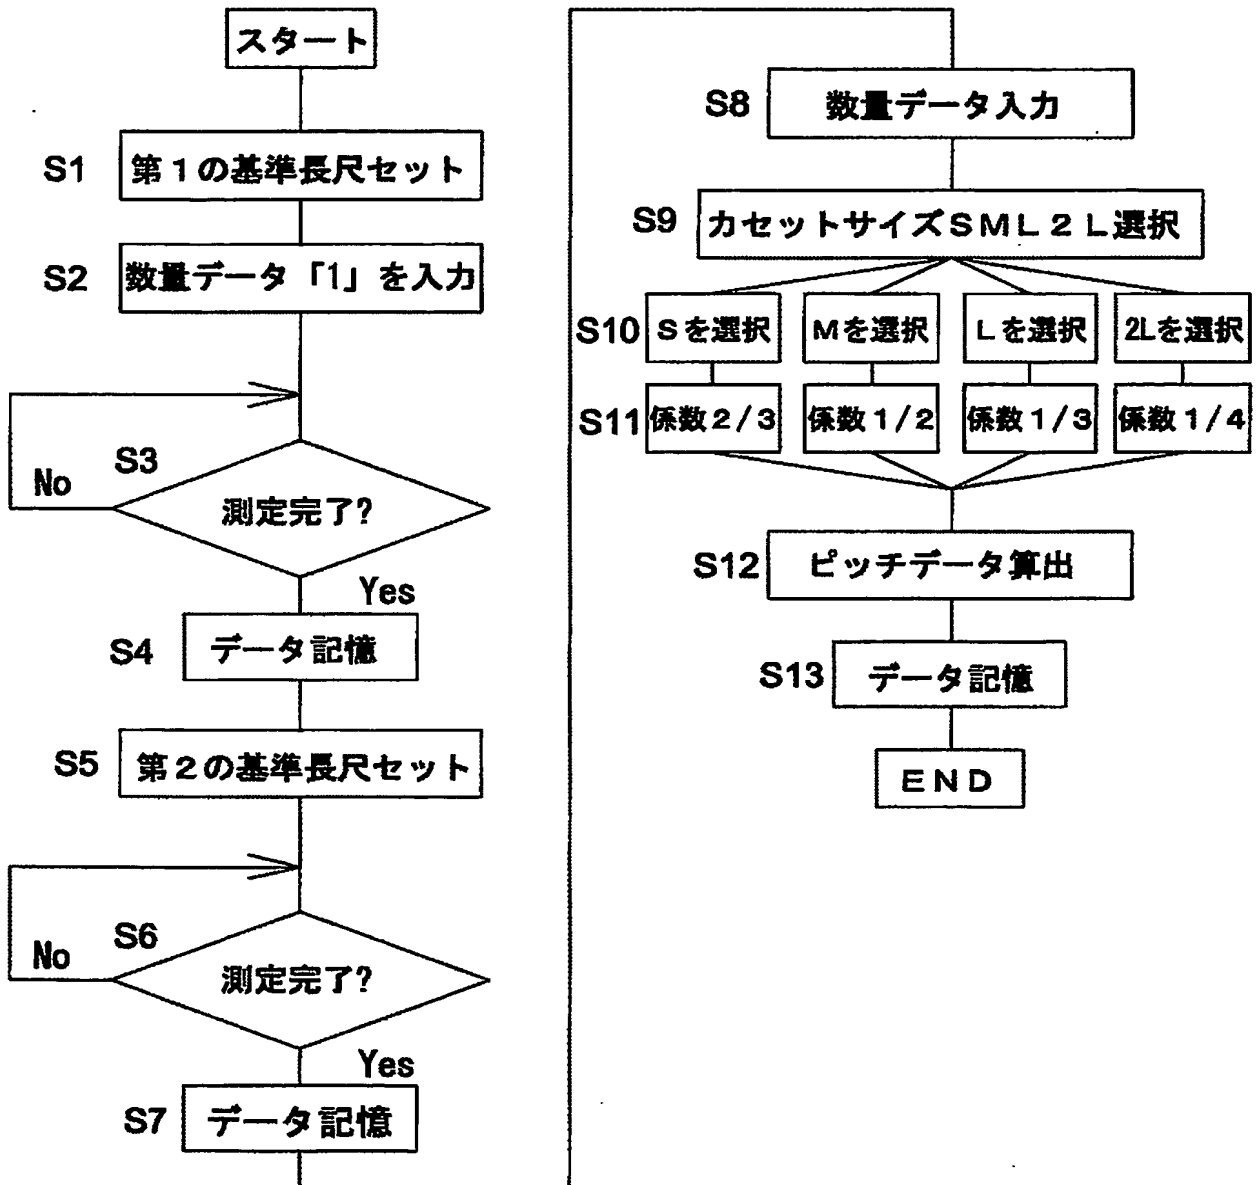 スタート
S1 第1の基準長尺セット
S2 数量データ「1」を入力
S3
No
測定完了?
Yes
S4 データ記憶
S5 第2の基準長尺セット
S6
No
測定完了?
Yes
S7 データ記憶
S8 数量データ入力
S9 カセットサイズSML2L選択
S10 Sを選択 Mを選択 Lを選択 2Lを選択
S11 係数2/3 係数1/2 係数1/3 係数1/4
S12 ピッチデータ算出
S13 データ記憶
END